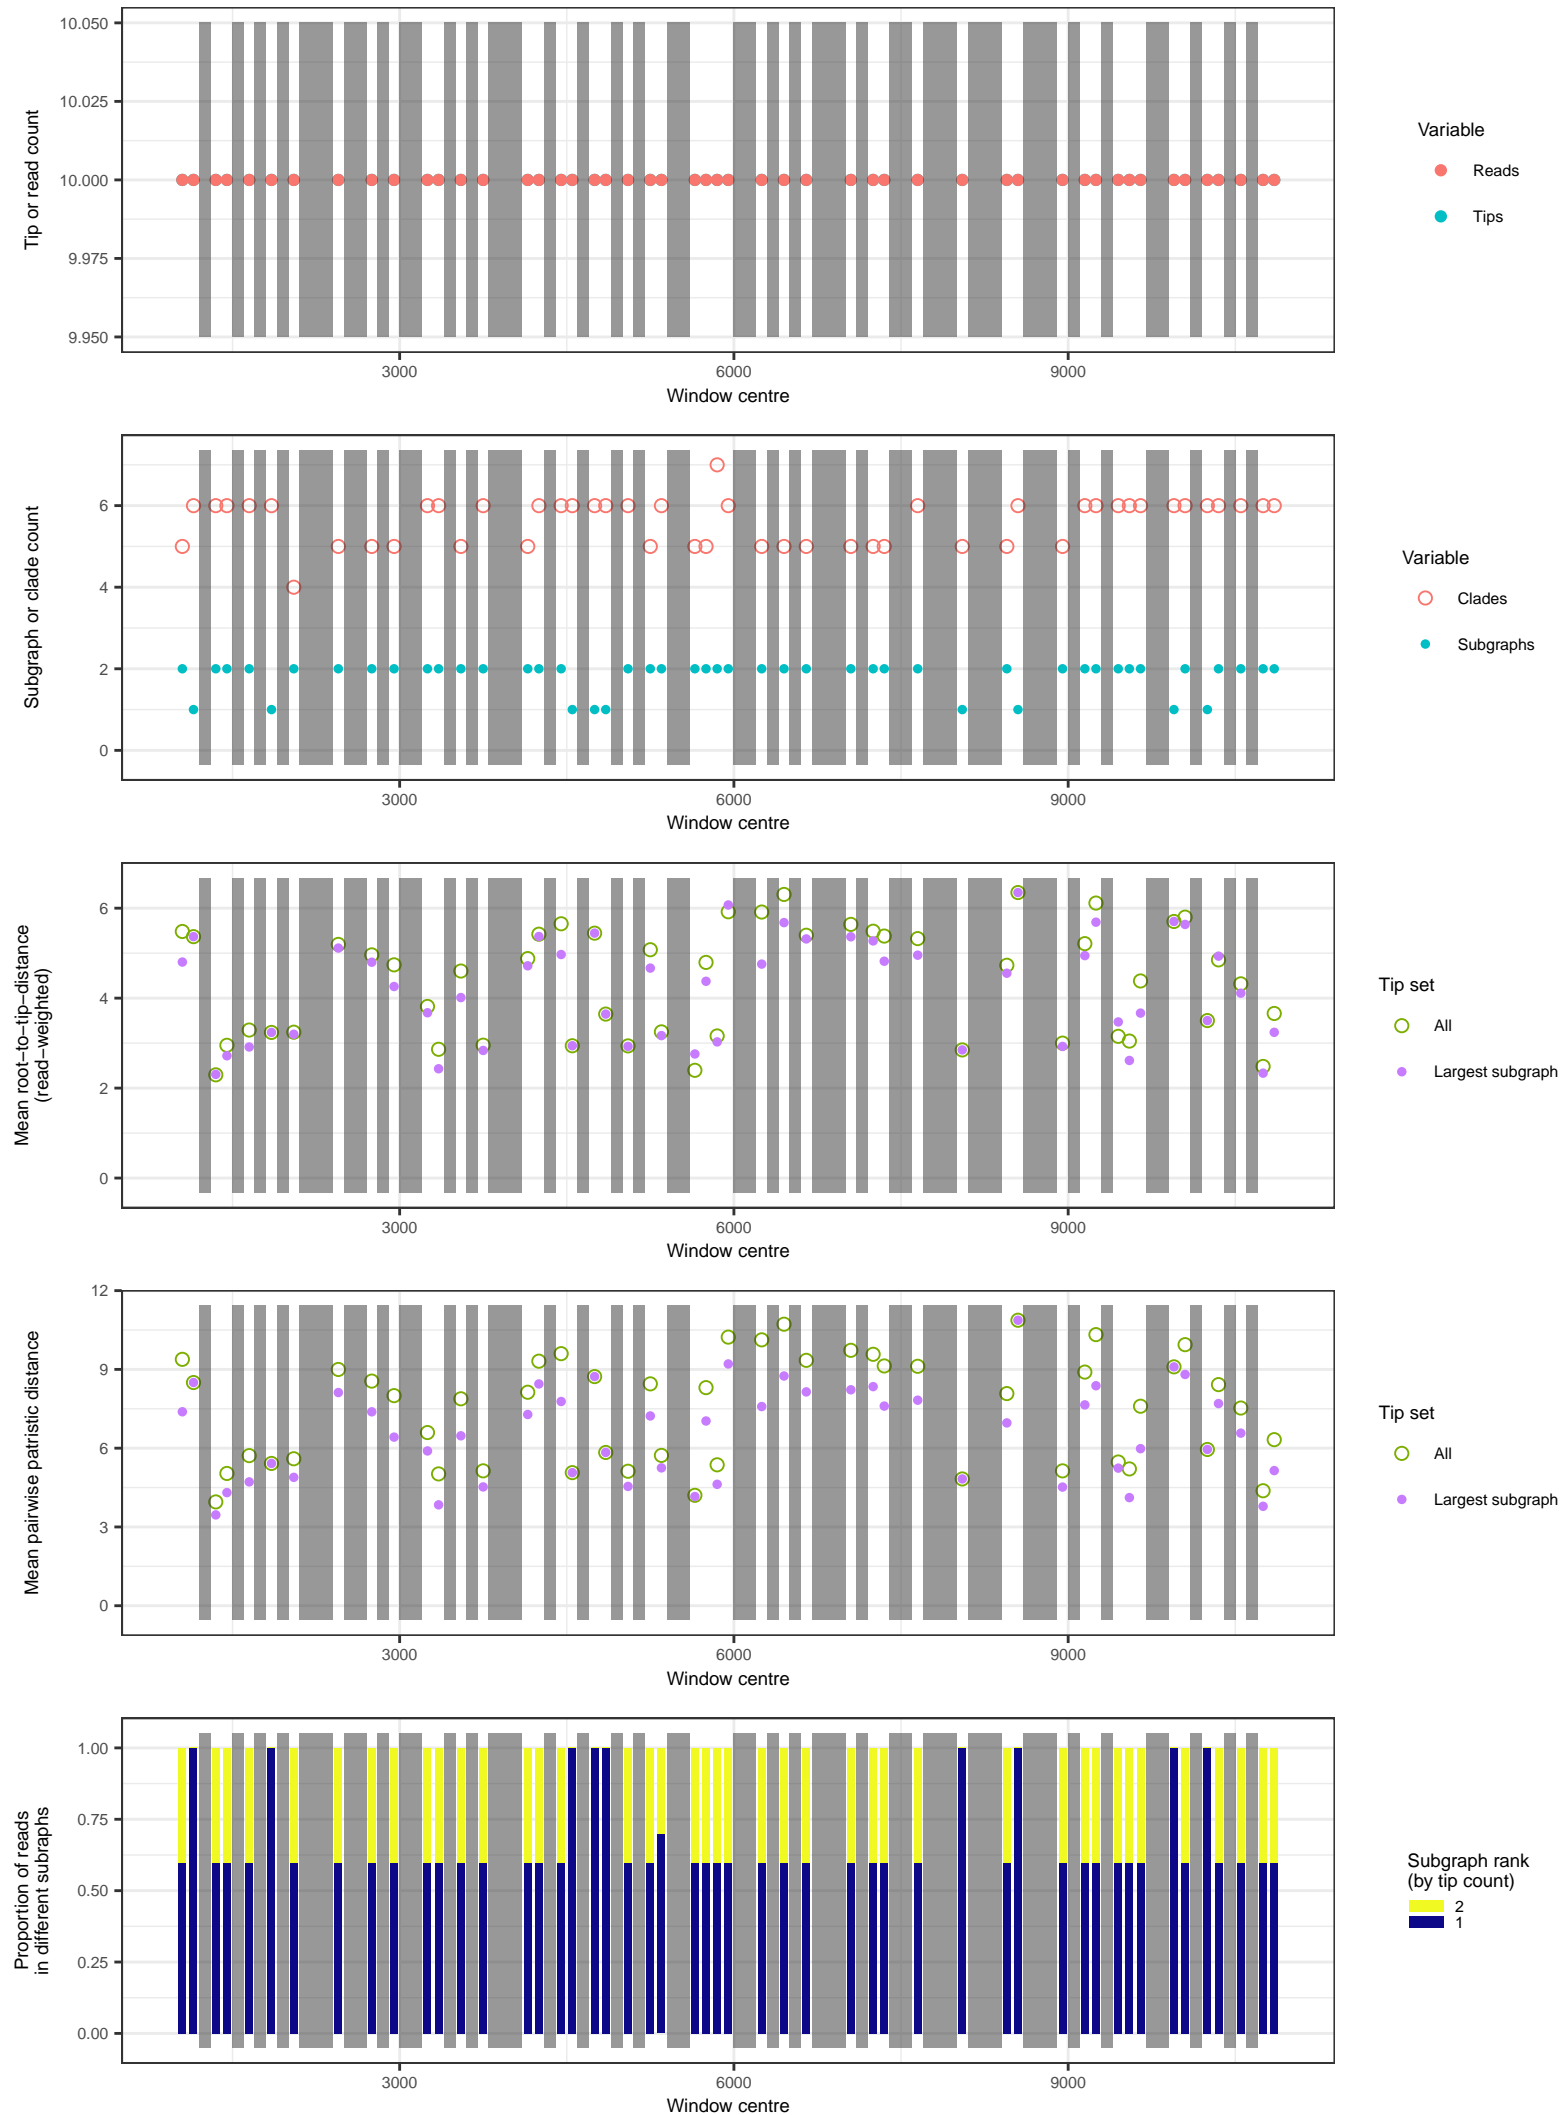 10.050
10.025
10.000
9.975
9.950
Tip or read count
3000 6000 9000
Window centre
Variable
Reads
Tips
6
4
2
0
Subgraph or clade count
3000 6000 9000
Window centre
Variable
Clades
Subgraphs
6
4
2
0
Mean root−to−tip−distance
(read−weighted)
3000 6000 9000
Window centre
Tip set
All
Largest subgraph
12
9
6
3
0
Mean pairwise patristic distance
3000 6000 9000
Window centre
Tip set
All
Largest subgraph
1.00
0.75
0.50
0.25
0.00
Proportion of reads
in different subraphs
3000 6000 9000
Window centre
Subgraph rank
(by tip count)
2
1